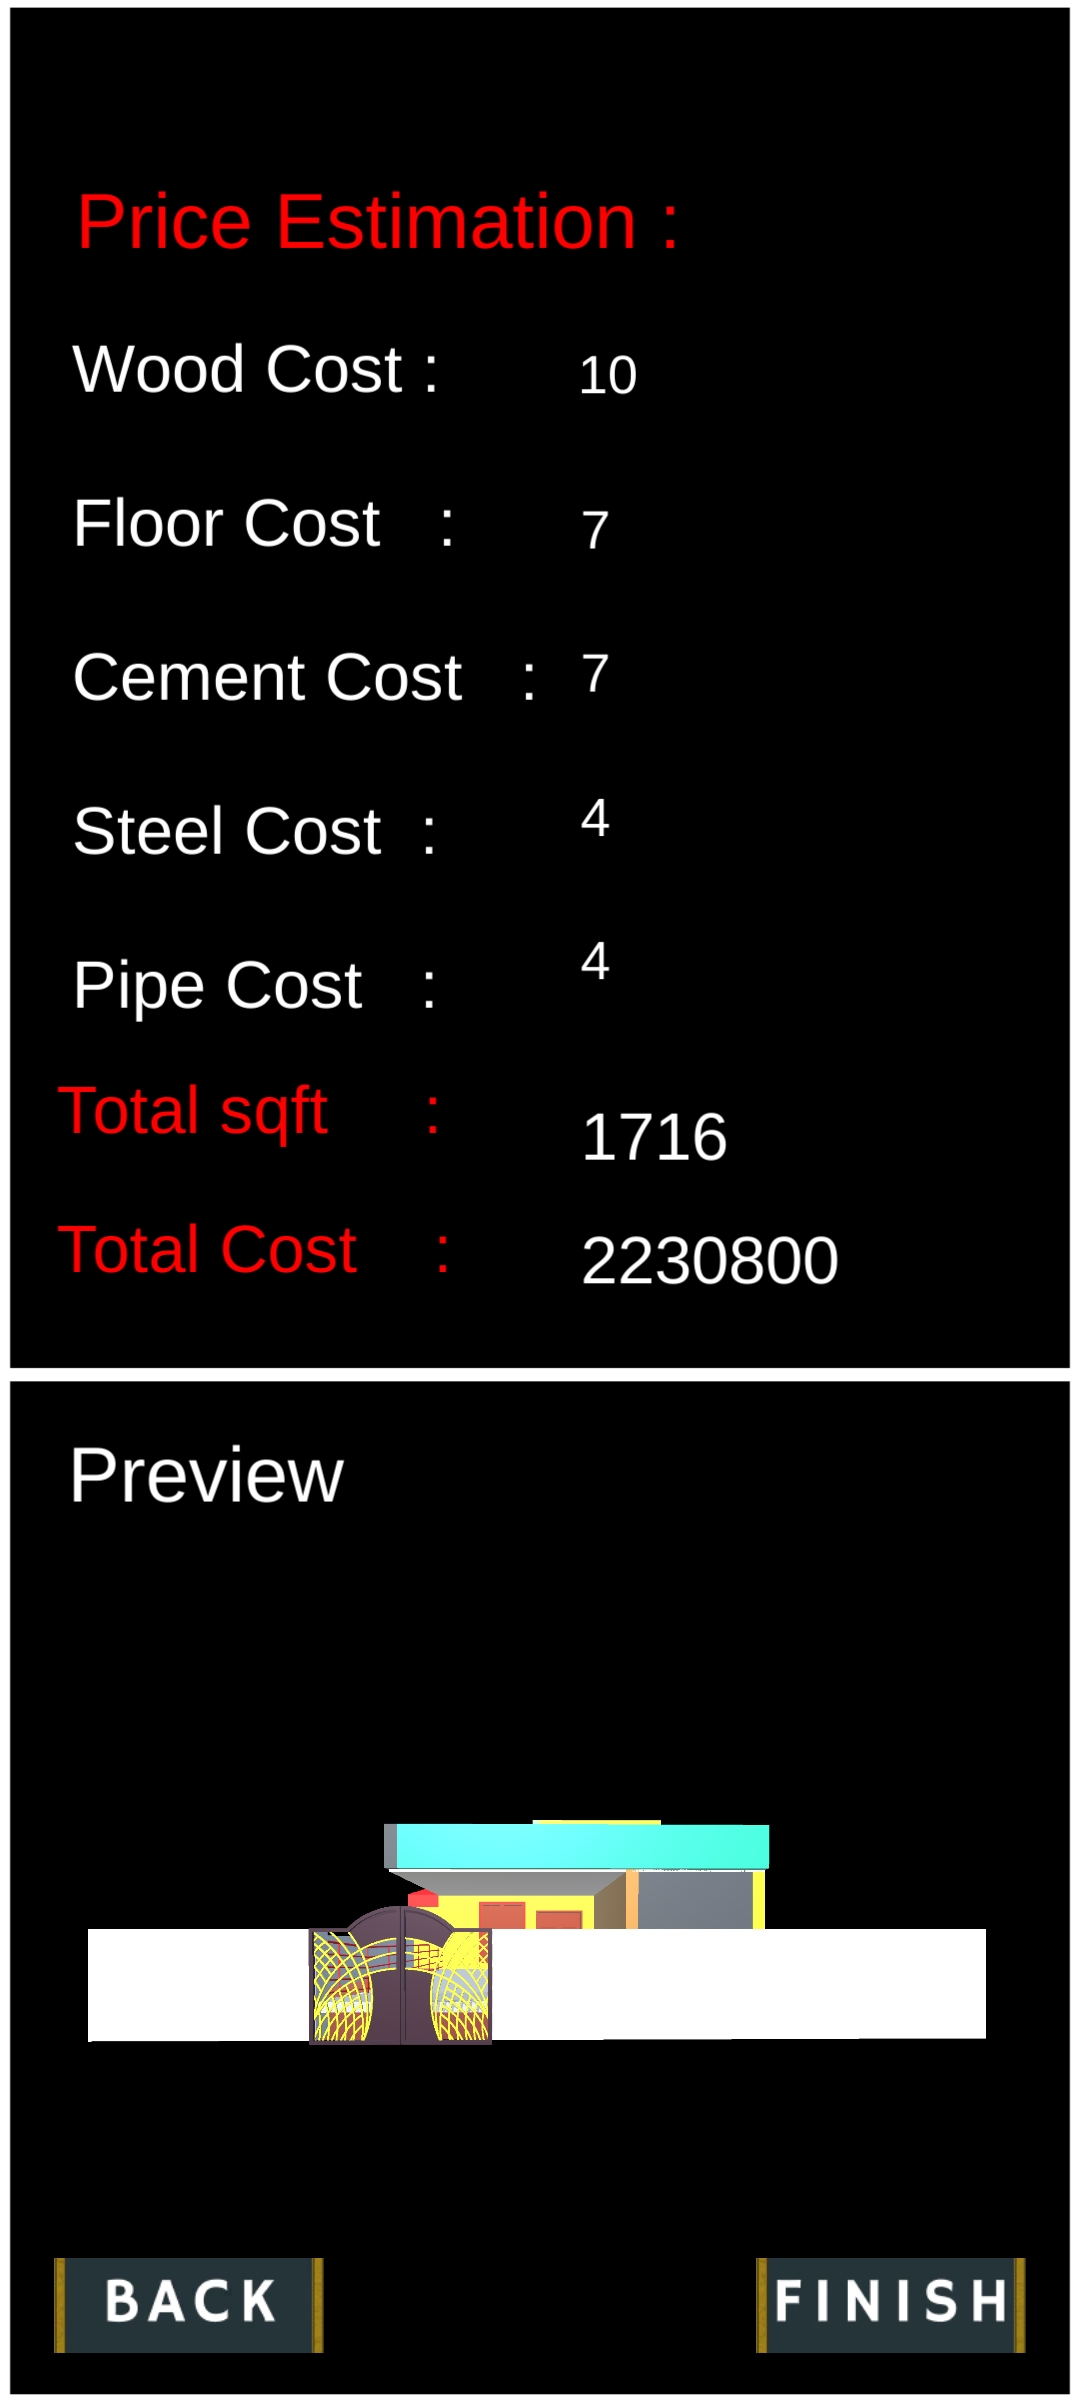 Price Estimation :
Wood Cost : 10
Floor Cost : 7
Cement Cost : 7
Steel Cost : 4
Pipe Cost : 4
Total sqft : 1716
Total Cost : 2230800
Preview
BACK FINISH